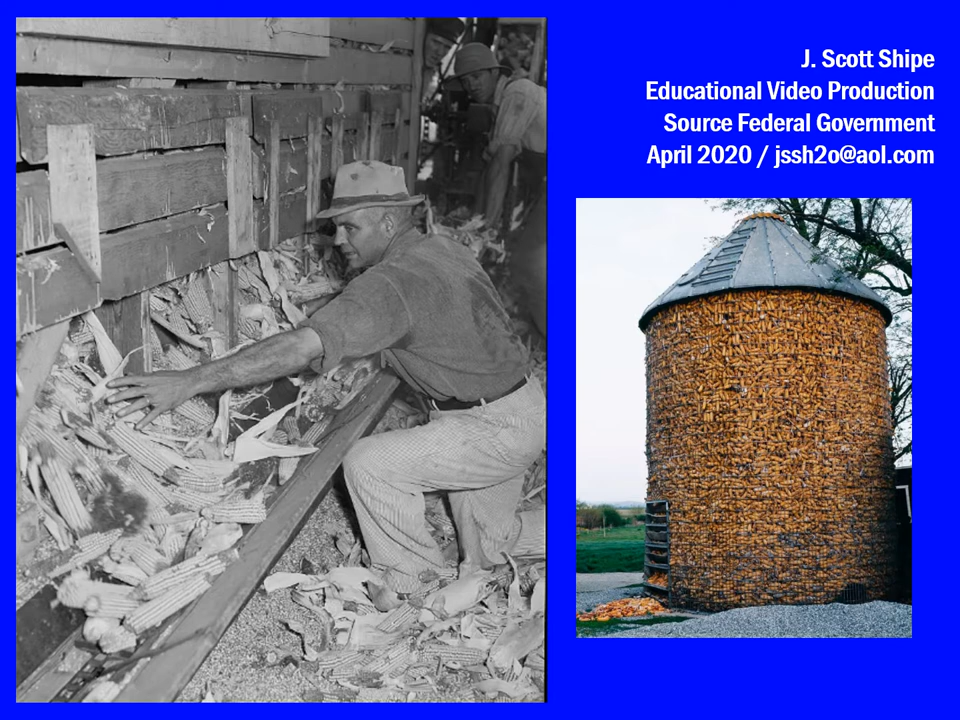 J. Scott Shipe
Educational Video Production
Source Federal Government
April 2020 / jssh2o@aol.com